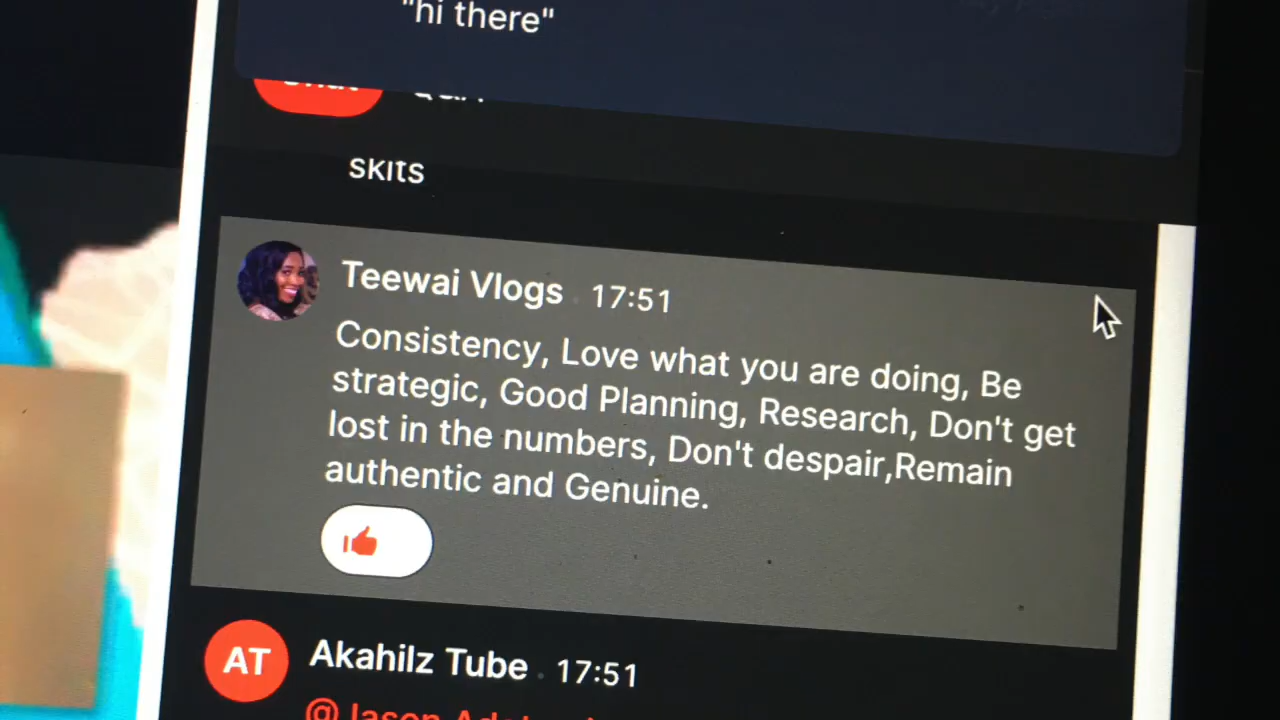 "hi there"
SKITS
Teewai Vlogs · 17:51
Consistency, Love what you are doing, Be
strategic, Good Planning, Research, Don't get
lost in the numbers, Don't despair,Remain
authentic and Genuine.
AT
Akahilz Tube · 17:51